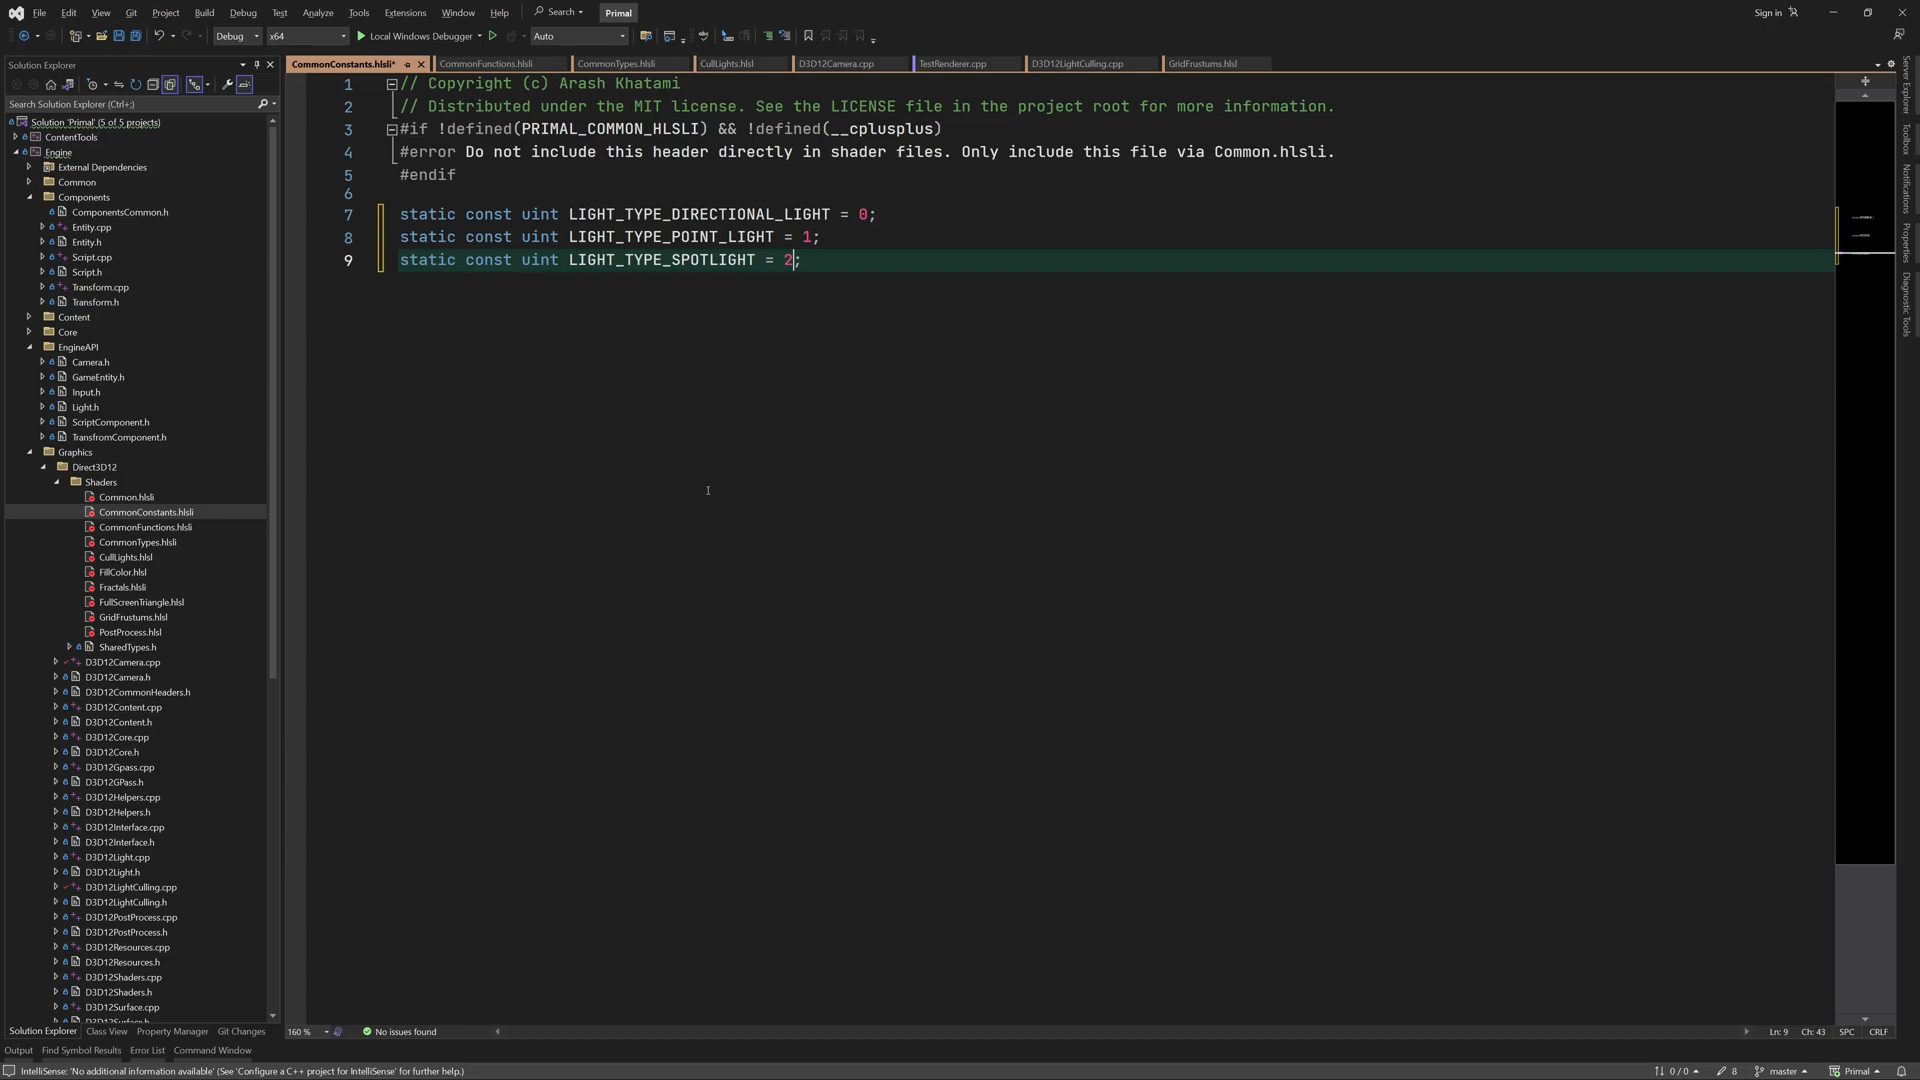 File Edit View Git Project Build Debug Test Analyze Tools Extensions Window Help Search Primal Sign in
Debug x64 Local Windows Debugger Auto
Solution Explorer
Search Solution Explorer (Ctrl+;)
Solution 'Primal' (5 of 5 projects)
ContentTools
Engine
External Dependencies
Common
Components
ComponentsCommon.h
Entity.cpp
Entity.h
Script.cpp
Script.h
Transform.cpp
Transform.h
Content
Core
EngineAPI
Camera.h
GameEntity.h
Input.h
Light.h
ScriptComponent.h
TransfromComponent.h
Graphics
Direct3D12
Shaders
Common.hlsli
CommonConstants.hlsli
CommonFunctions.hlsli
CommonTypes.hlsli
CullLights.hlsl
FillColor.hlsl
Fractals.hlsli
FullScreenTriangle.hlsl
GridFrustums.hlsl
PostProcess.hlsl
SharedTypes.h
D3D12Camera.cpp
D3D12Camera.h
D3D12CommonHeaders.h
D3D12Content.cpp
D3D12Content.h
D3D12Core.cpp
D3D12Core.h
D3D12Gpass.cpp
D3D12GPass.h
D3D12Helpers.cpp
D3D12Helpers.h
D3D12Interface.cpp
D3D12Interface.h
D3D12Light.cpp
D3D12Light.h
D3D12LightCulling.cpp
D3D12LightCulling.h
D3D12PostProcess.cpp
D3D12PostProcess.h
D3D12Resources.cpp
D3D12Resources.h
D3D12Shaders.cpp
D3D12Shaders.h
D3D12Surface.cpp
D3D12Surface.h
Solution Explorer Class View Property Manager Git Changes
CommonConstants.hlsli* CommonFunctions.hlsli CommonTypes.hlsli CullLights.hlsl D3D12Camera.cpp TestRenderer.cpp D3D12LightCulling.cpp GridFrustums.hlsl
1 // Copyright (c) Arash Khatami
2 // Distributed under the MIT license. See the LICENSE file in the project root for more information.
3 #if !defined(PRIMAL_COMMON_HLSLI) && !defined(__cplusplus)
4 #error Do not include this header directly in shader files. Only include this file via Common.hlsli.
5 #endif
6
7 static const uint LIGHT_TYPE_DIRECTIONAL_LIGHT = 0;
8 static const uint LIGHT_TYPE_POINT_LIGHT = 1;
9 static const uint LIGHT_TYPE_SPOTLIGHT = 2;
Server Explorer
Toolbox
Notifications
Properties
Diagnostic Tools
160 % No issues found Ln: 9 Ch: 43 SPC CRLF
Output Find Symbol Results Error List Command Window
IntelliSense: 'No additional information available' (See 'Configure a C++ project for IntelliSense' for further help.) 0 / 0 8 master Primal